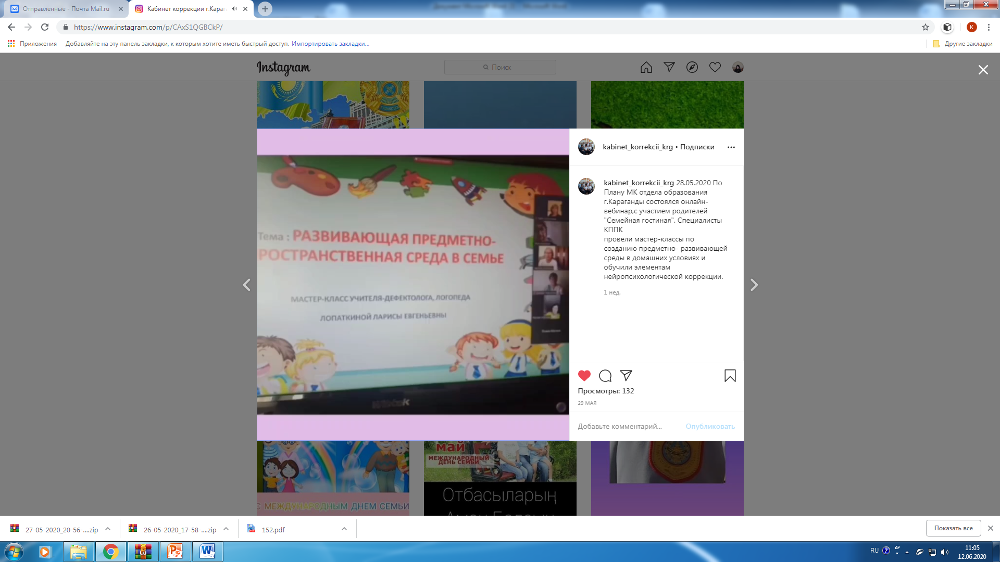 Отправленные - Почта Mail.ru
Кабинет коррекции г.Карага
https://www.instagram.com/p/CAxS1QGBCkP/
K
Приложения
Добавляйте на эту панель закладки, к которым хотите иметь быстрый доступ. Импортировать закладки...
Другие закладки
Instagram
Поиск
ҚАЗАҚСТАН
Тема : РАЗВИВАЮЩАЯ ПРЕДМЕТНО-
РОСТРАНСТВЕННАЯ СРЕДА В СЕМЬЕ
МАСТЕР-КЛАСС УЧИТЕЛЯ-ДЕФЕКТОЛОГА, ЛОГОПЕДА
ЛОПАТКИНОЙ ЛАРИСЫ ЕВГЕНЬЕВНЫ
kabinet_korrekcii_krg • Подписки
kabinet_korrekcii_krg 28.05.2020 По
Плану МК отдела образования
г.Караганды состоялся онлайн-
вебинар,с участием родителей
"Семейная гостиная". Специалисты
КППК
провели мастер-классы по
созданию предметно- развивающей
среды в домашних условиях и
обучили элементам
нейропсихологической коррекции.
1 нед.
Просмотры: 132
29 МАЯ
Добавьте комментарий...
Опубликовать
С МЕЖДУНАРОДНЫМ ДНЕМ СЕМЬИ
май
МЕЖДУНАРОДНЫЙ
ДЕНЬ СЕМЬИ
Отбасыларың
27-05-2020_20-56-....zip
26-05-2020_17-58-....zip
152.pdf
Показать все
RU
11:05
12.06.2020